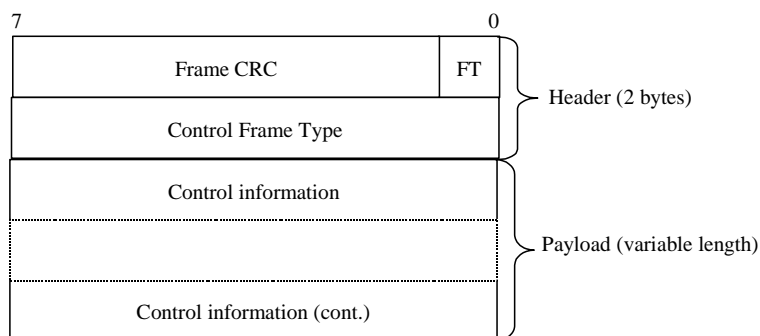 7 0
Frame CRC FT
Header (2 bytes)
Control Frame Type
Control information
Payload (variable length)
Control information (cont.)